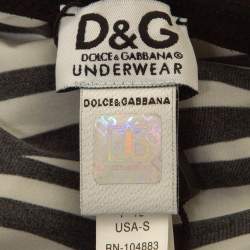 D&G
DOLCE & GABBANA®
UNDERWEAR
DOLCE&GABBANA
USA-S
RN-104883